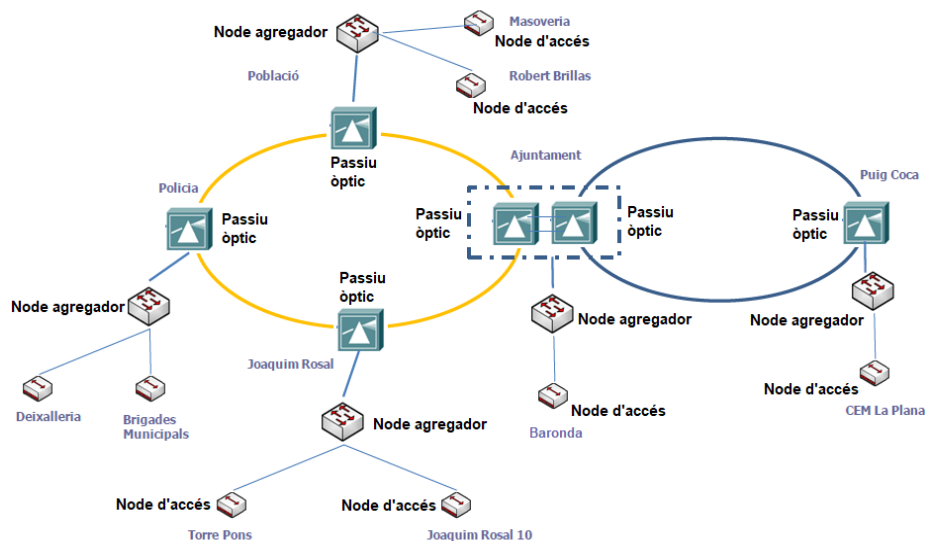 Masoveria
Node agregador
Node d'accés
Població
Robert Brillas
Node d'accés
Passiu
òptic
Ajuntament
Policia
Puig Coca
Passiu
òptic
Passiu
òptic
Passiu
òptic
Passiu
òptic
Passiu
òptic
Node agregador
Joaquim Rosal
Node agregador
Node agregador
Deixalleria
Brigades
Municipals
Node agregador
Node d'accés
Node d'accés
CEM La Plana
Baronda
Node d'accés
Node d'accés
Torre Pons
Joaquim Rosal 10